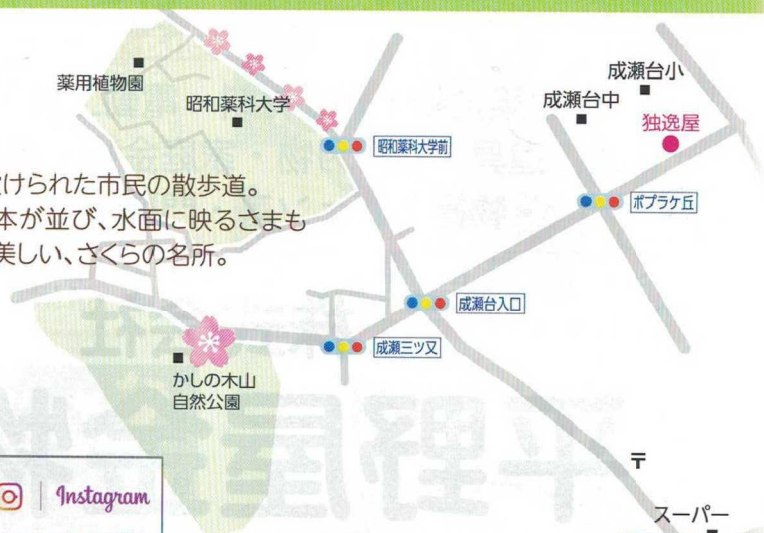 薬用植物園
昭和薬科大学
昭和薬科大学前
成瀬台小
成瀬台中
独逸屋
ポプラケ丘
けられた市民の散歩道。
本が並び、水面に映るさまも
美しい、さくらの名所。
成瀬台入口
成瀬三ツ又
かしの木山
自然公園
〒
スーパー
Instagram